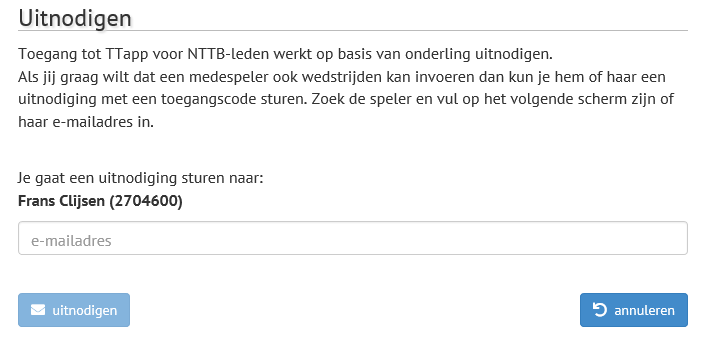 Uitnodigen
Toegang tot TTapp voor NTTB-leden werkt op basis van onderling uitnodigen.
Als jij graag wilt dat een medespeler ook wedstrijden kan invoeren dan kun je hem of haar een
uitnodiging met een toegangscode sturen. Zoek de speler en vul op het volgende scherm zijn of
haar e-mailadres in.
Je gaat een uitnodiging sturen naar:
Frans Clijsen (2704600)
e-mailadres
uitnodigen
annuleren